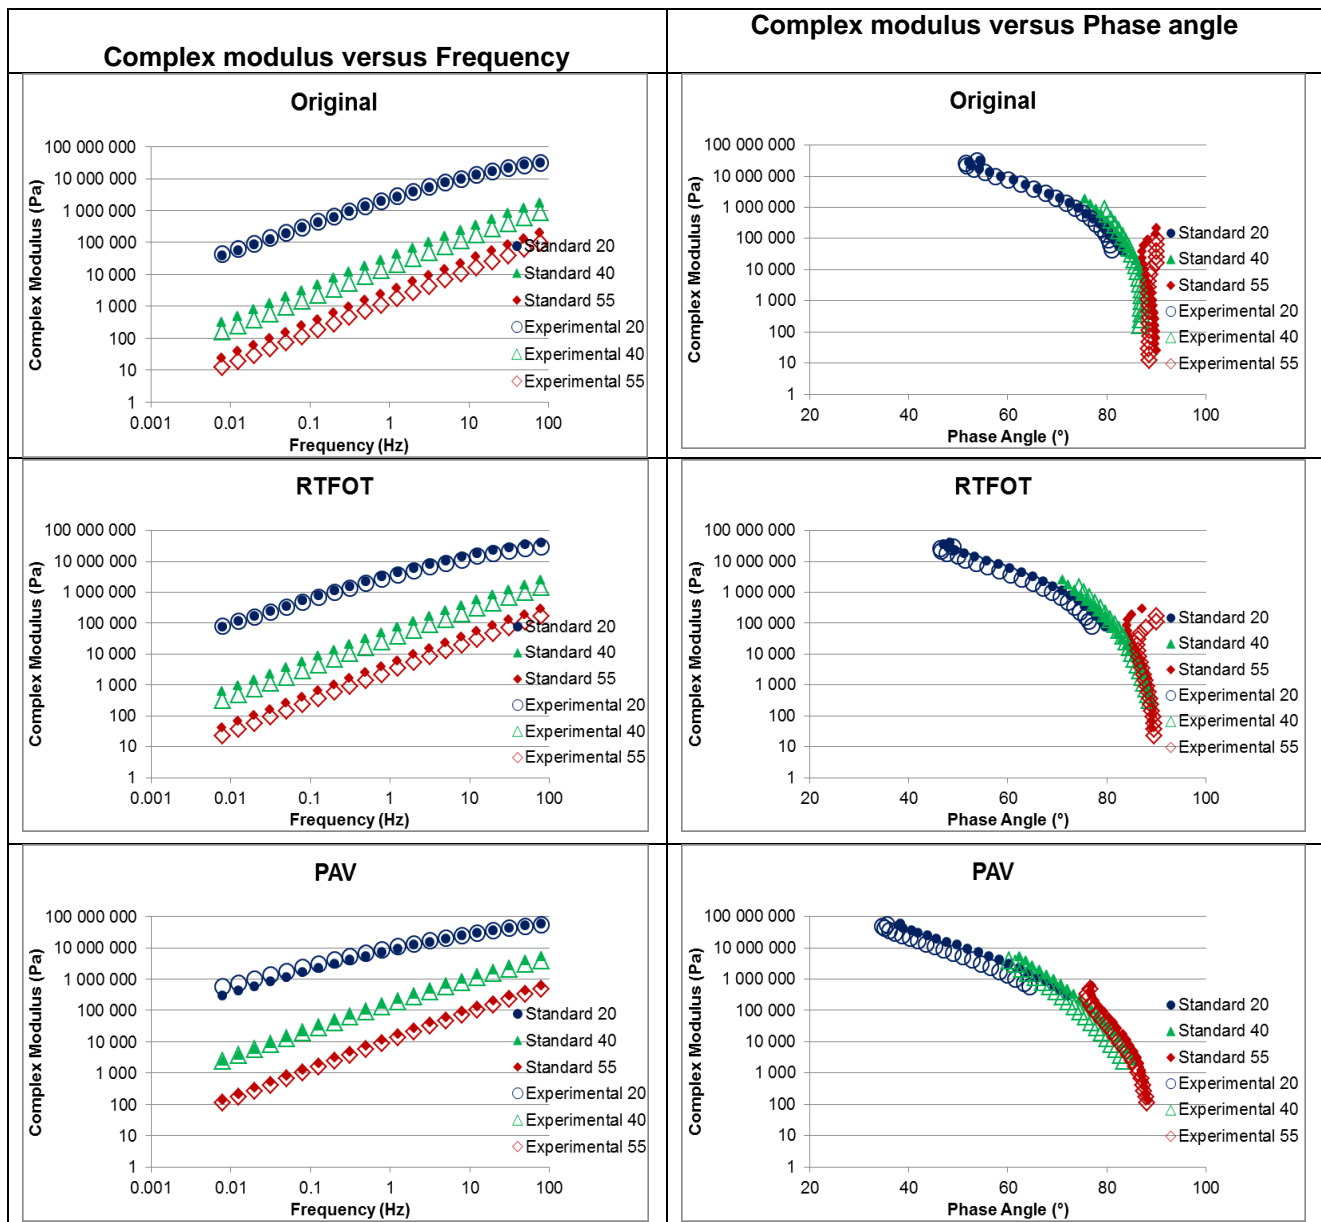 Complex modulus versus Frequency
Complex modulus versus Phase angle
Original
Complex Modulus (Pa)
100 000 000
10 000 000
1 000 000
100 000
10 000
1 000
100
10
1
0.001 0.01 0.1 1 10 100
Frequency (Hz)
Standard 20
Standard 40
Standard 55
Experimental 20
Experimental 40
Experimental 55
Original
Complex Modulus (Pa)
100 000 000
10 000 000
1 000 000
100 000
10 000
1 000
100
10
1
20 40 60 80 100
Phase Angle (°)
Standard 20
Standard 40
Standard 55
Experimental 20
Experimental 40
Experimental 55
RTFOT
Complex Modulus (Pa)
100 000 000
10 000 000
1 000 000
100 000
10 000
1 000
100
10
1
0.001 0.01 0.1 1 10 100
Frequency (Hz)
Standard 20
Standard 40
Standard 55
Experimental 20
Experimental 40
Experimental 55
RTFOT
Complex Modulus (Pa)
100 000 000
10 000 000
1 000 000
100 000
10 000
1 000
100
10
1
20 40 60 80 100
Phase Angle (°)
Standard 20
Standard 40
Standard 55
Experimental 20
Experimental 40
Experimental 55
PAV
Complex Modulus (Pa)
100 000 000
10 000 000
1 000 000
100 000
10 000
1 000
100
10
1
0.001 0.01 0.1 1 10 100
Frequency (Hz)
Standard 20
Standard 40
Standard 55
Experimental 20
Experimental 40
Experimental 55
PAV
Complex Modulus (Pa)
100 000 000
10 000 000
1 000 000
100 000
10 000
1 000
100
10
1
20 40 60 80 100
Phase Angle (°)
Standard 20
Standard 40
Standard 55
Experimental 20
Experimental 40
Experimental 55